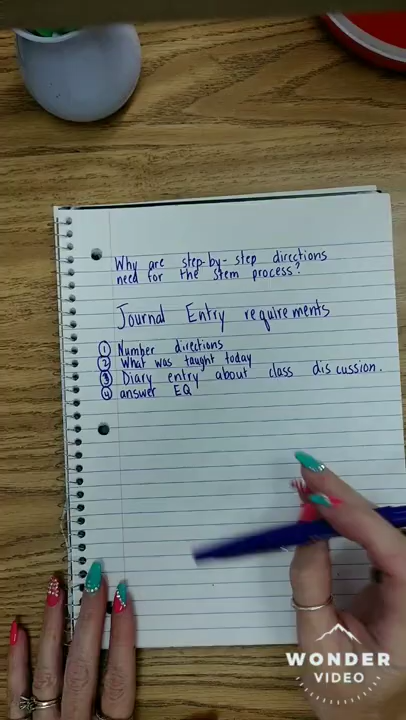 Why are step-by-step directions
need for the stem process?
Journal Entry requirements
① Number directions
② What was taught today
③ Diary entry about class discussion.
④ answer EQ
WONDER
VIDEO